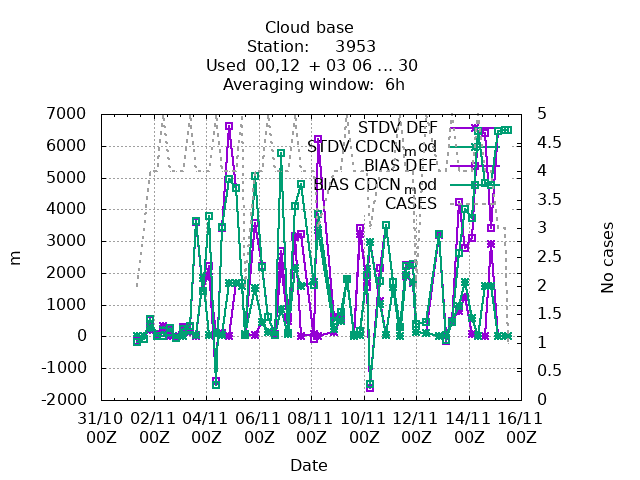 Cloud base
Station: 3953
Used 00,12 + 03 06 ... 30
Averaging window: 6h
7000
6000
5000
4000
3000
2000
1000
0
-1000
-2000
m
5
4.5
4
3.5
3
2.5
2
1.5
1
0.5
0
No cases
STDV DEF
STDV CDCN_mod
BIAS DEF
BIAS CDCN_mod
CASES
31/10 02/11 04/11 06/11 08/11 10/11 12/11 14/11 16/11
00Z 00Z 00Z 00Z 00Z 00Z 00Z 00Z 00Z
Date